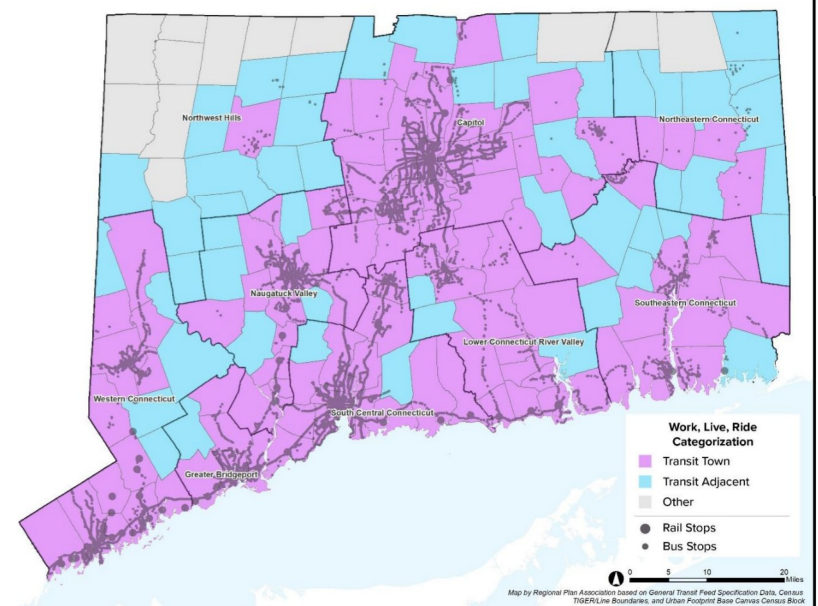 Northwest Hills
Capitol
Northeastern Connecticut
Naugatuck Valley
Southeastern Connecticut
Lower Connecticut River Valley
Western Connecticut
South Central Connecticut
Greater Bridgeport
Work, Live, Ride
Categorization
Transit Town
Transit Adjacent
Other
Rail Stops
Bus Stops
0 5 10 20
Miles
Map by Regional Plan Association based on General Transit Feed Specification Data, Census
TIGER/Line Boundaries, and Urban Footprint Base Canvas Census Block